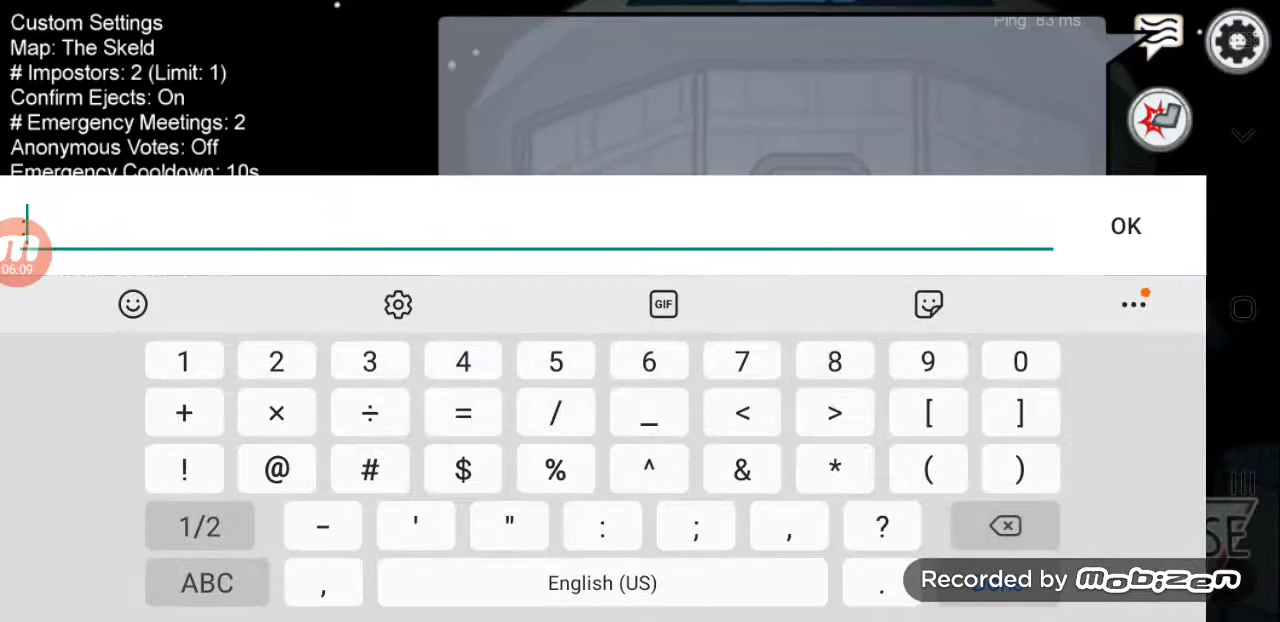 Custom Settings
Map: The Skeld
# Impostors: 2 (Limit: 1)
Confirm Ejects: On
# Emergency Meetings: 2
Anonymous Votes: Off
Emergency Cooldown: 10s
Ping: 83 ms
:
OK
06:09
GIF
1 2 3 4 5 6 7 8 9 0
+ × ÷ = / _ < > [ ]
! @ # $ % ^ & * ( )
1/2 - ' " : ; , ?
ABC , English (US) .
Recorded by mobizen